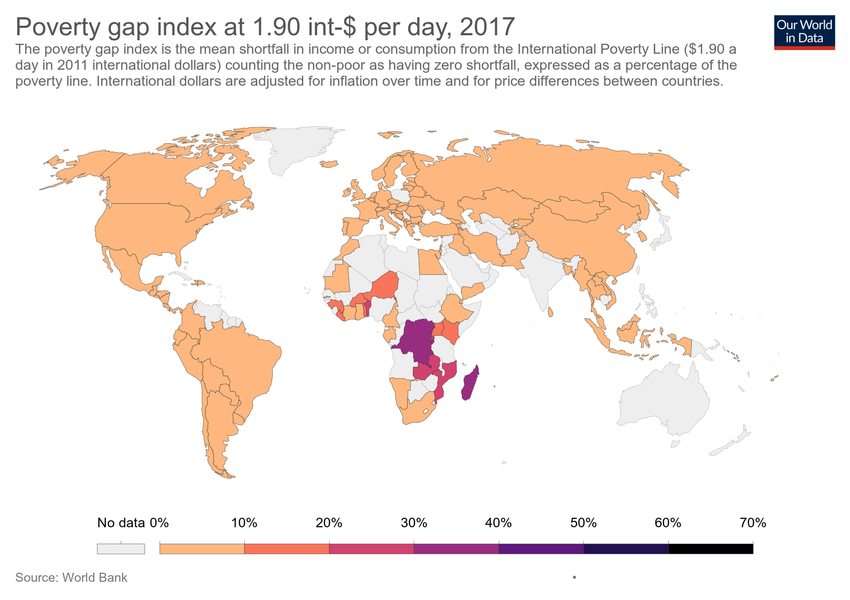 Poverty gap index at 1.90 int-$ per day, 2017
Our World
in Data
The poverty gap index is the mean shortfall in income or consumption from the International Poverty Line ($1.90 a
day in 2011 international dollars) counting the non-poor as having zero shortfall, expressed as a percentage of the
poverty line. International dollars are adjusted for inflation over time and for price differences between countries.
No data 0% 10% 20% 30% 40% 50% 60% 70%
Source: World Bank